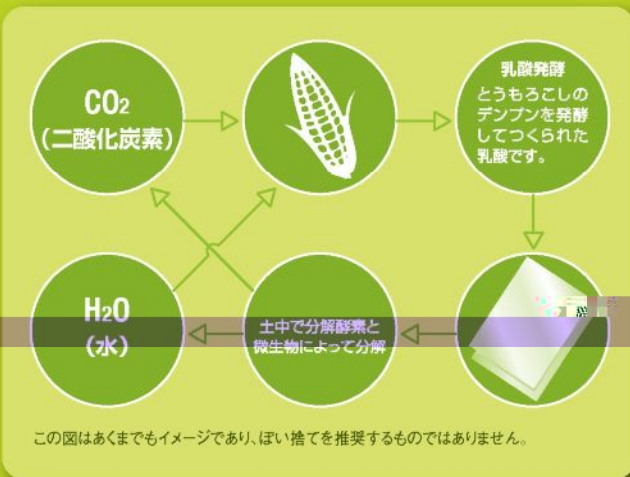 CO2
(二酸化炭素)
乳酸発酵
とうもろこしの
デンプンを発酵
してつくられた
乳酸です。
H2O
(水)
土中で分解酵素と
微生物によって分解
この図はあくまでもイメージであり、ぽい捨てを推奨するものではありません。